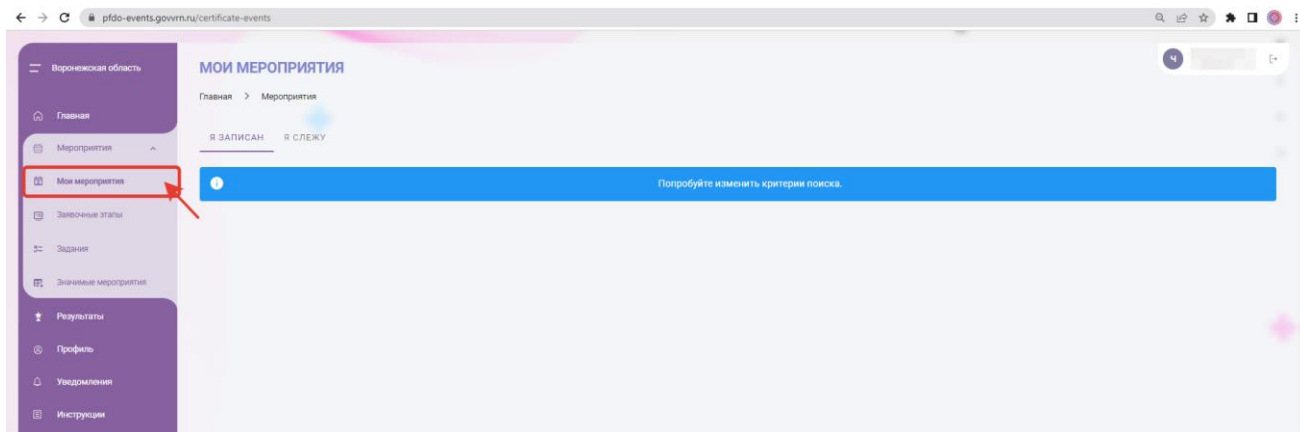 pfdo-events.govvrn.ru/certificate-events
Воронежская область
МОИ МЕРОПРИЯТИЯ
Ч
Главная > Мероприятия
Главная
Я ЗАПИСАН Я СЛЕЖУ
Мероприятия
Мои мероприятия
Попробуйте изменить критерии поиска.
Заявочные этапы
Задания
Значимые мероприятия
Результаты
Профиль
Уведомления
Инструкции